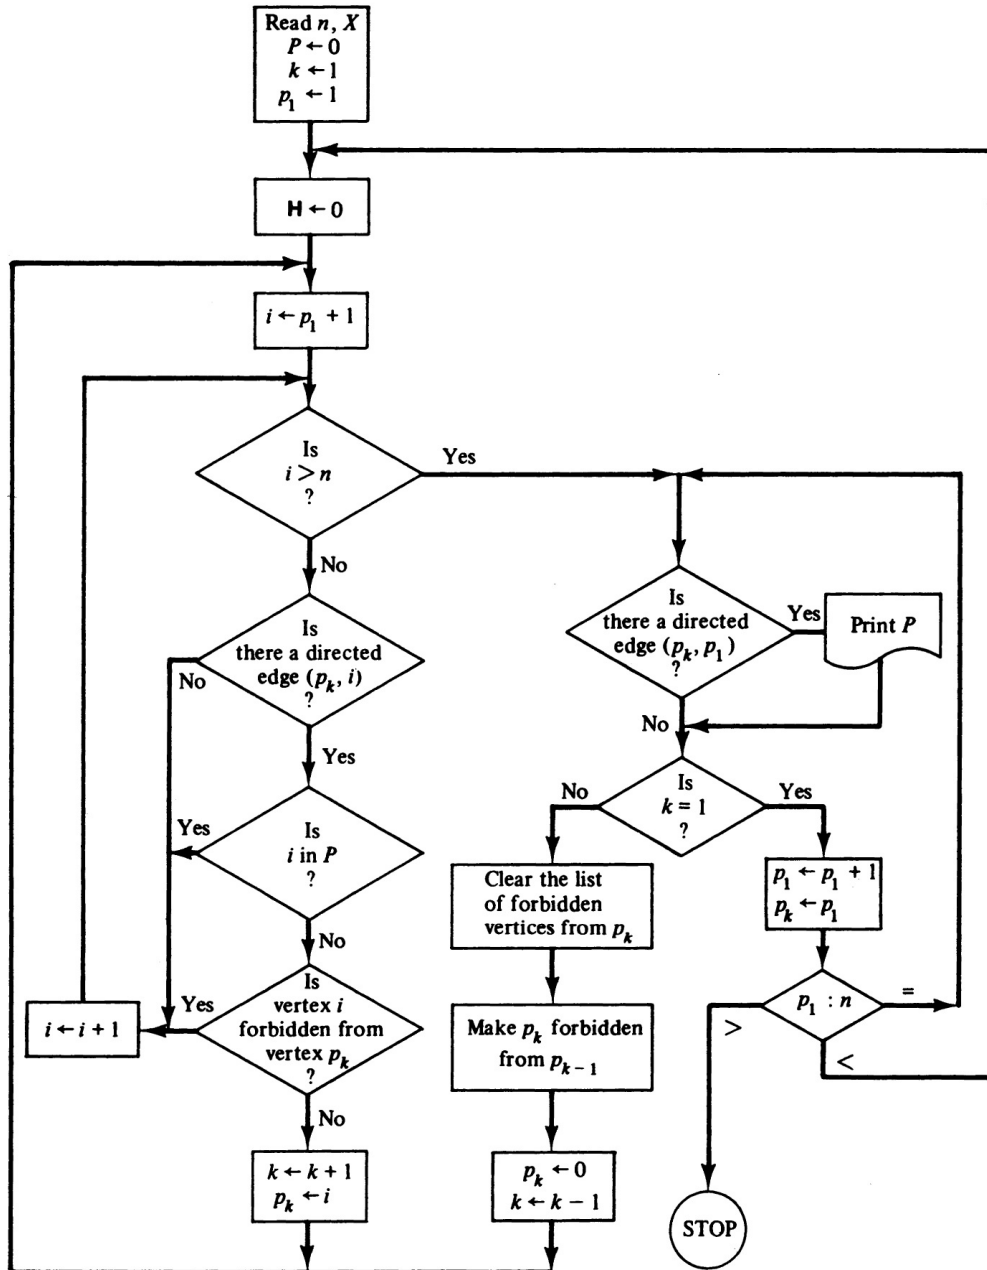 Read n, X
P ← 0
k ← 1
p₁ ← 1
H ← 0
i ← p₁ + 1
Is
i > n
?
Yes
No
Is
there a directed
edge (pₖ, i)
?
No
Yes
Is
i in P
?
Yes
No
Is
vertex i
forbidden from
vertex pₖ
?
Yes
No
i ← i + 1
k ← k + 1
pₖ ← i
Is
there a directed
edge (pₖ, p₁)
?
Yes
Print P
No
Is
k = 1
?
No
Yes
Clear the list
of forbidden
vertices from pₖ
Make pₖ forbidden
from pₖ₋₁
pₖ ← 0
k ← k − 1
p₁ ← p₁ + 1
pₖ ← p₁
p₁ : n
=
>
<
STOP